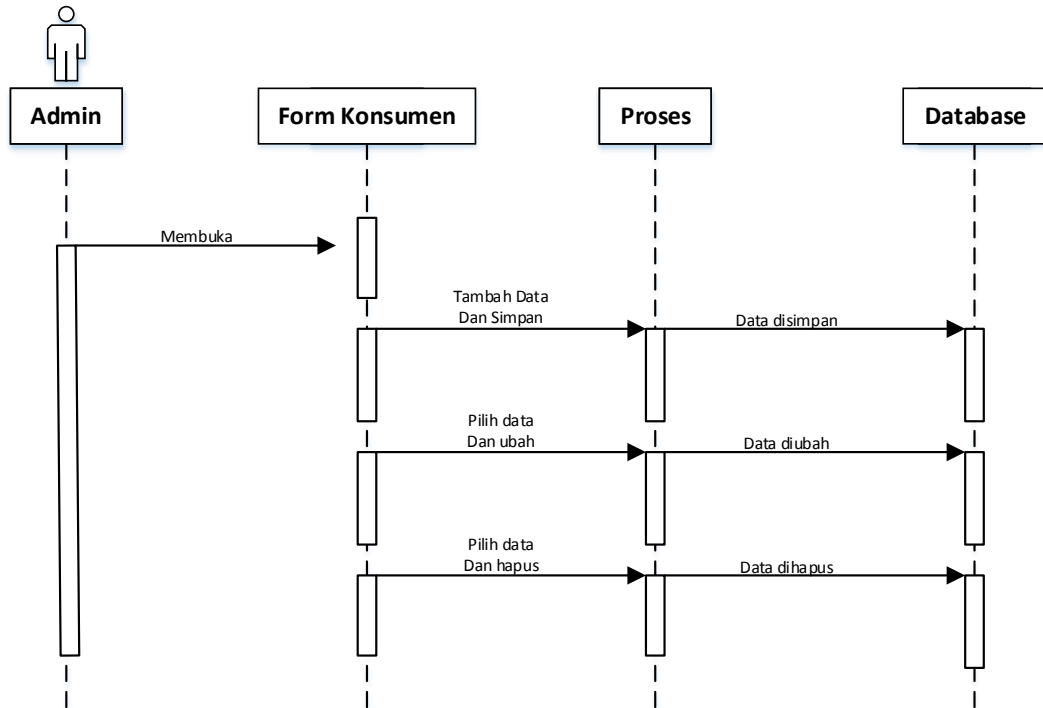 Admin
Form Konsumen
Proses
Database
Membuka
Tambah Data
Dan Simpan
Data disimpan
Pilih data
Dan ubah
Data diubah
Pilih data
Dan hapus
Data dihapus